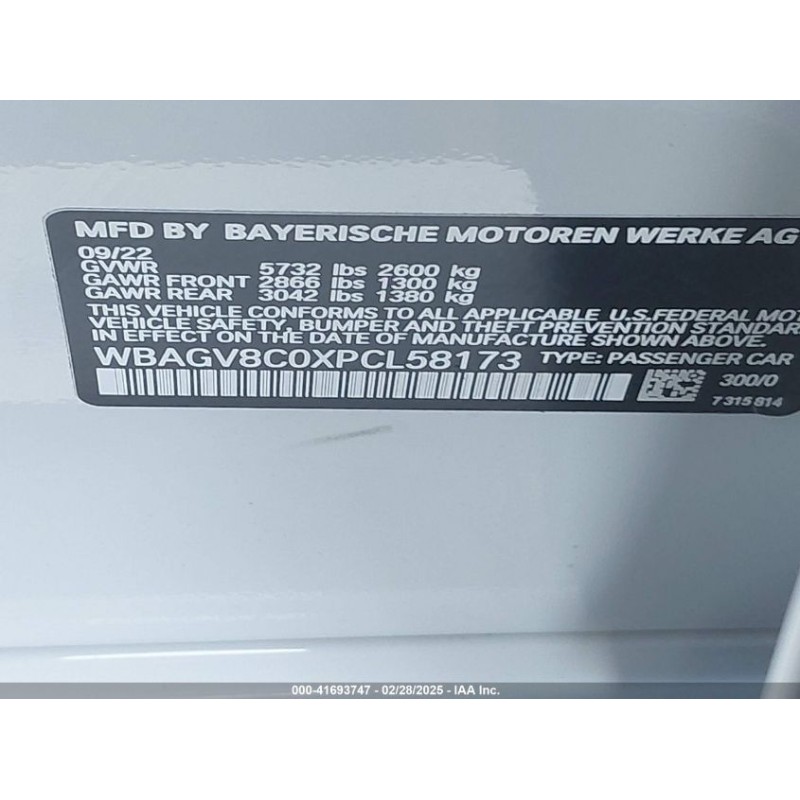 MFD BY BAYERISCHE MOTOREN WERKE AG
09/22
GVWR 5732 lbs 2600 kg
GAWR FRONT 2866 lbs 1300 kg
GAWR REAR 3042 lbs 1380 kg
THIS VEHICLE CONFORMS TO ALL APPLICABLE U.S.FEDERAL MOT
VEHICLE SAFETY, BUMPER, AND THEFT PREVENTION STANDARD
IN EFFECT ON THE DATE OF MANUFACTURE SHOWN ABOVE.
WBAGV8C0XPCL58173 TYPE: PASSENGER CAR
300/0
7315814
000-41693747 - 02/28/2025 - IAA Inc.